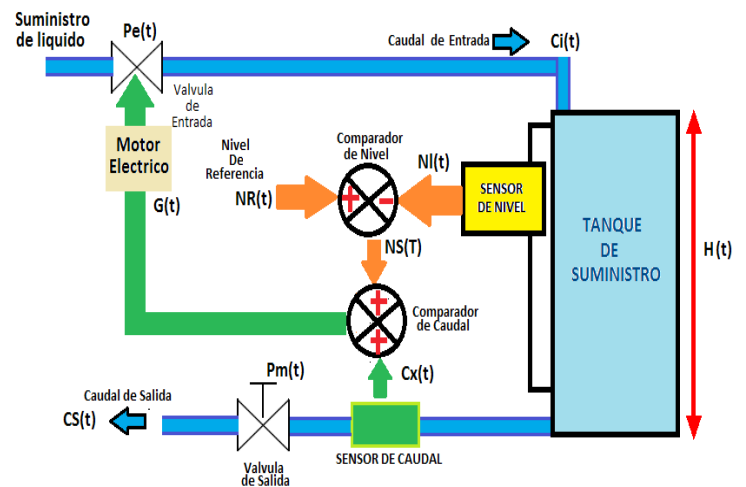 Suministro
de liquido
Pe(t)
Caudal de Entrada
Ci(t)
Valvula
de
Entrada
Motor
Electrico
G(t)
Nivel
De
Referencia
NR(t)
Comparador
de Nivel
+
-
Nl(t)
SENSOR
DE NIVEL
TANQUE
DE
SUMINISTRO
H(t)
NS(T)
+
+
Comparador
de Caudal
Cx(t)
Pm(t)
Caudal de Salida
CS(t)
Valvula
de Salida
SENSOR DE CAUDAL